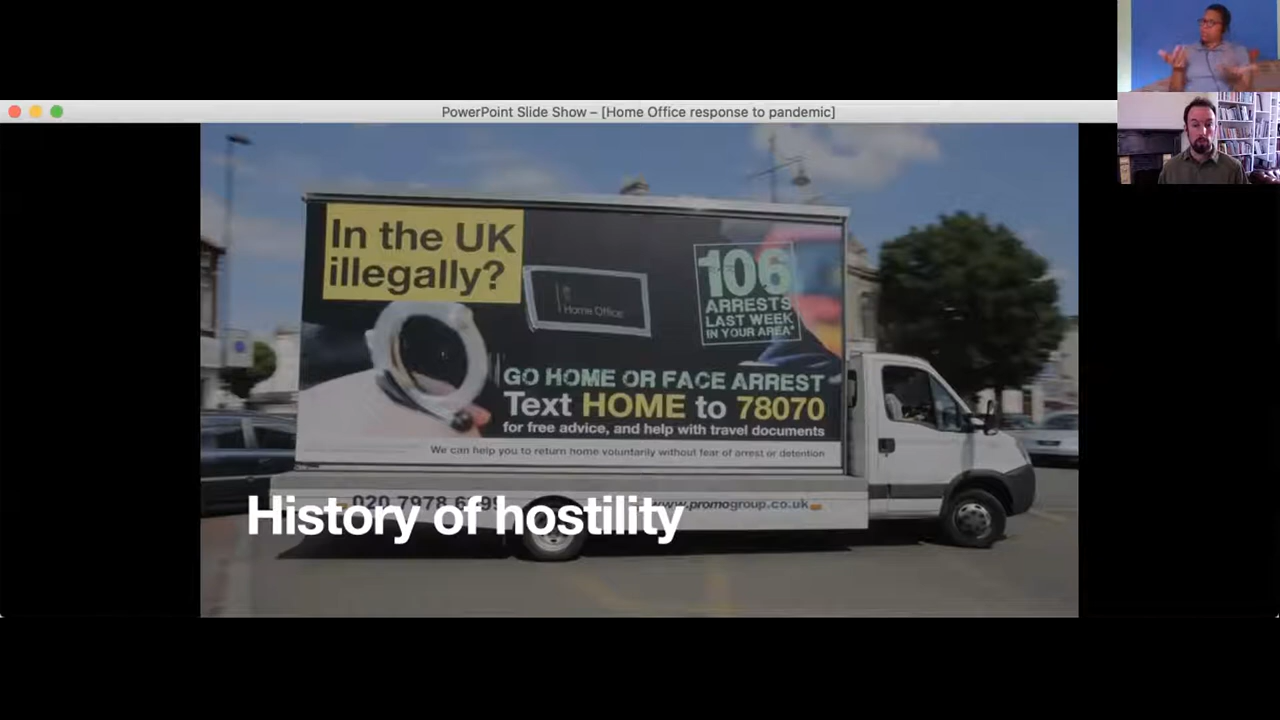 PowerPoint Slide Show – [Home Office response to pandemic]
In the UK
illegally?
Home Office
106
ARRESTS
LAST WEEK
IN YOUR AREA*
GO HOME OR FACE ARREST
Text HOME to 78070
for free advice, and help with travel documents
We can help you to return home voluntarily without fear of arrest or detention
020 7978 6
www.promogroup.co.uk
History of hostility